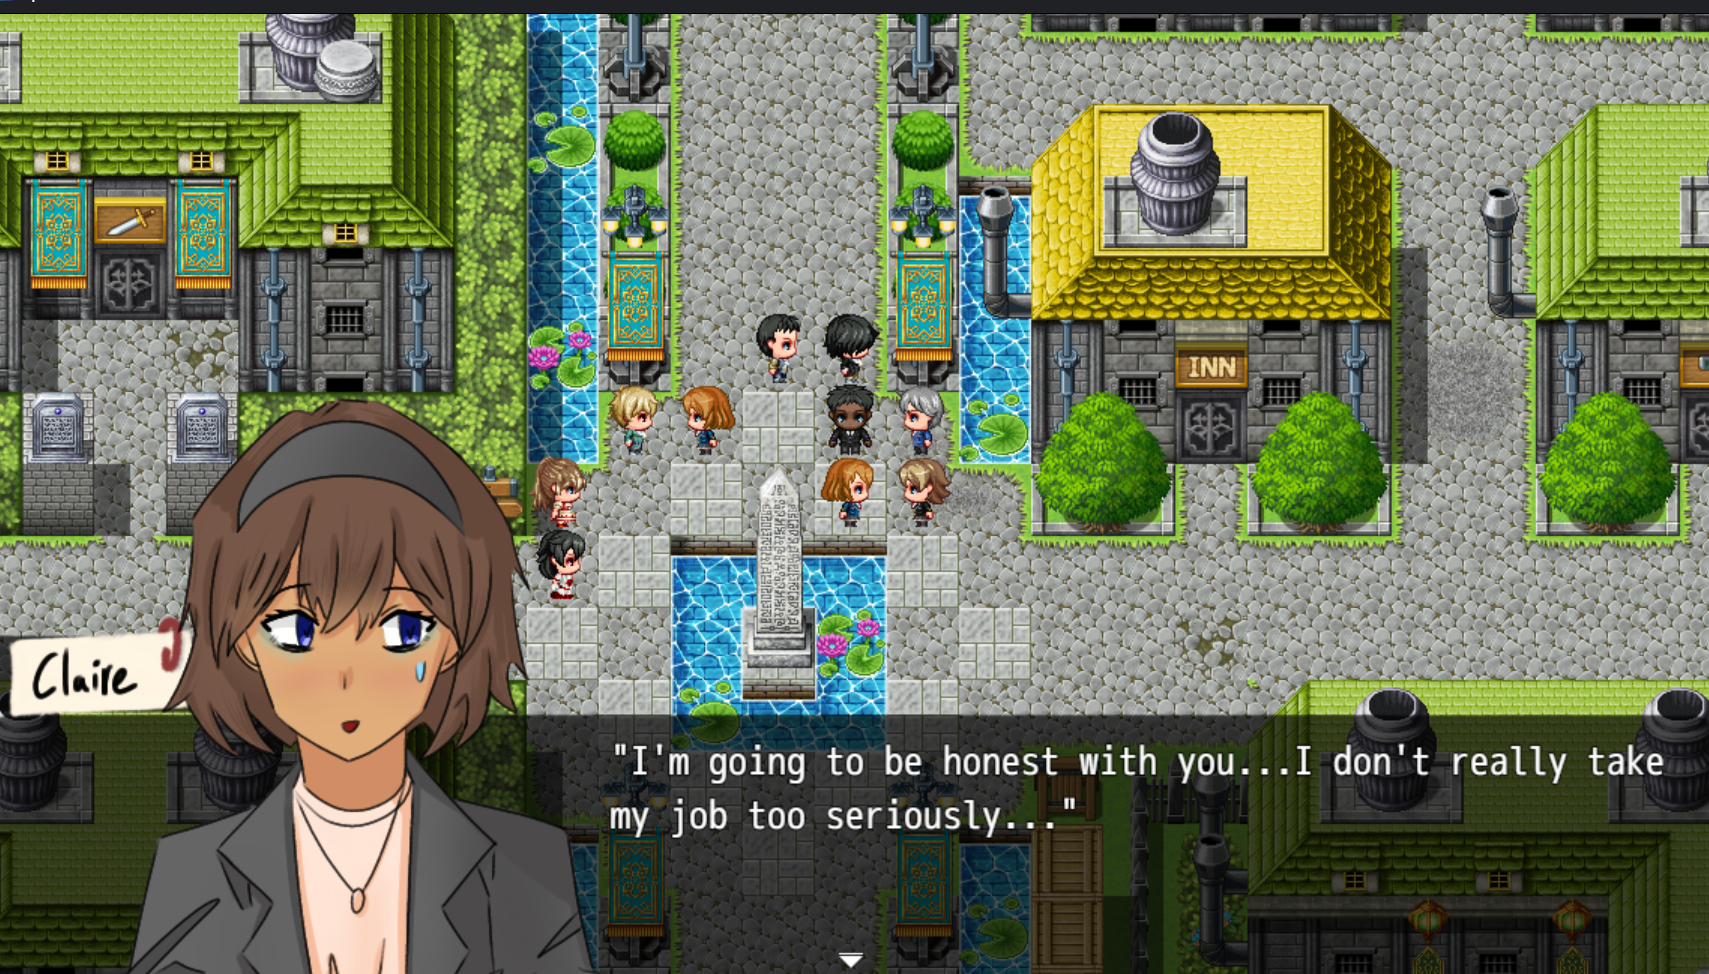 INN
Claire
"I'm going to be honest with you...I don't really take
my job too seriously..."